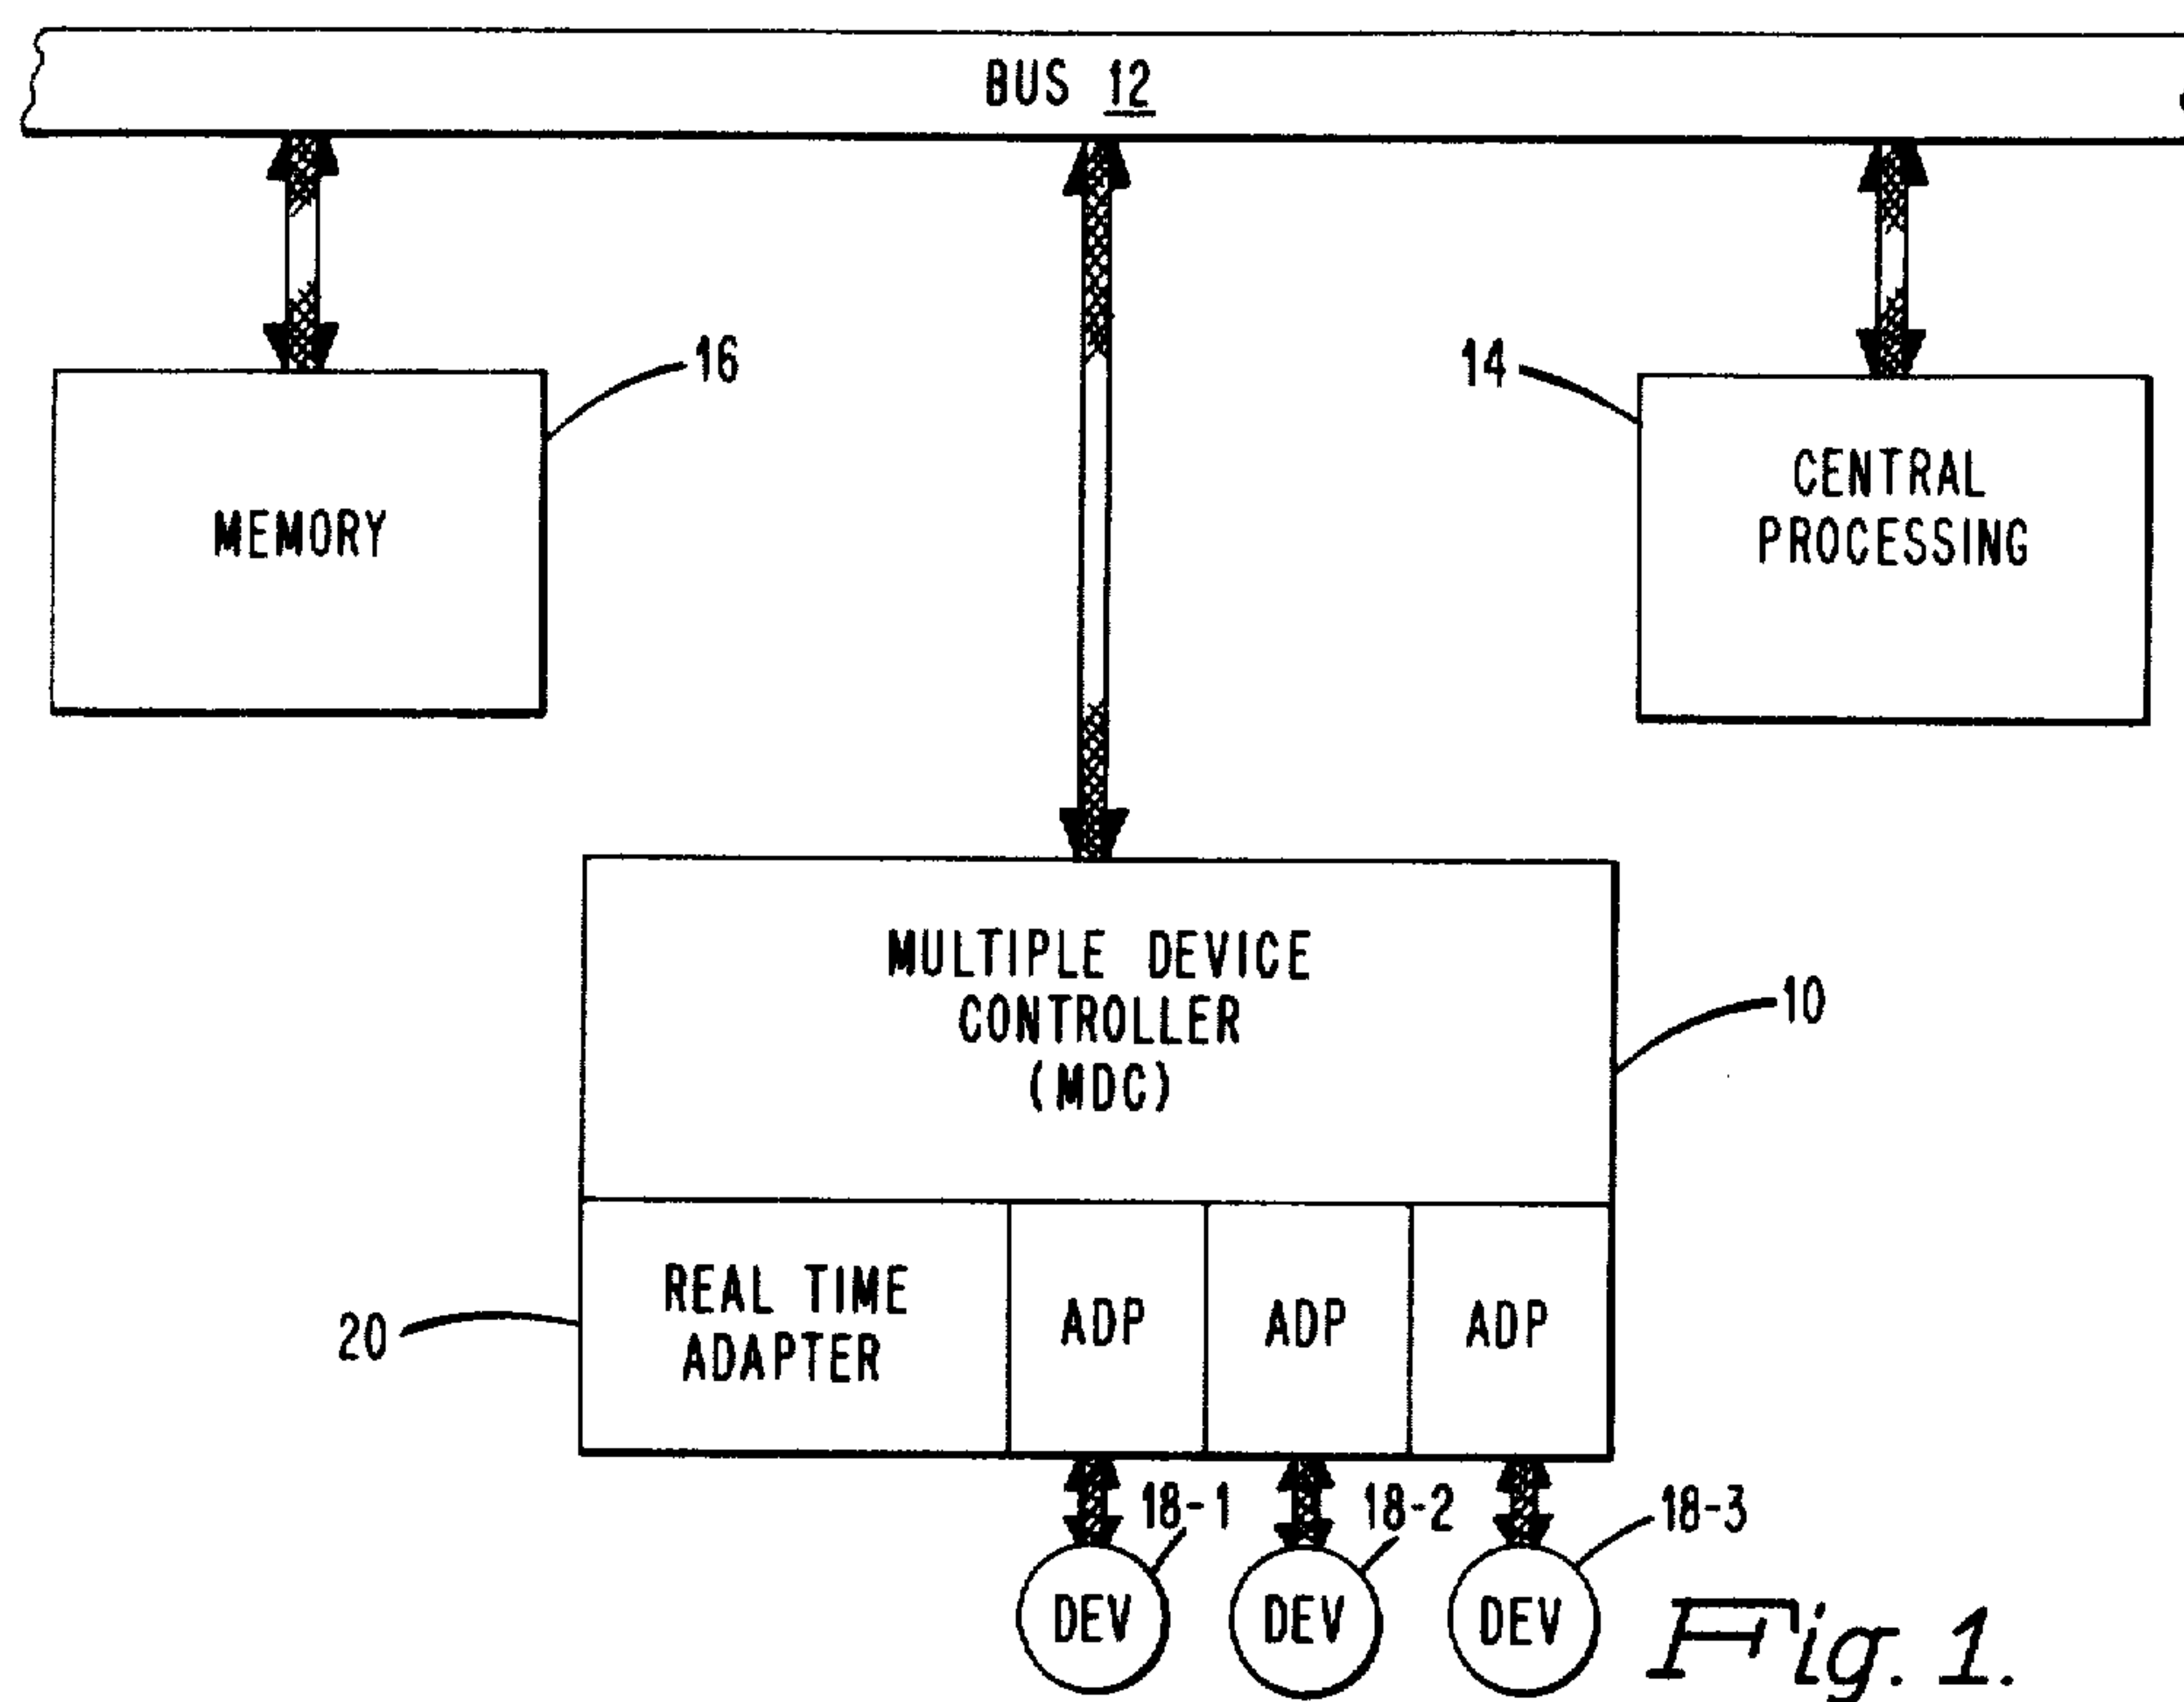 BUS 12
16
14
MEMORY
CENTRAL
PROCESSING
MULTIPLE DEVICE
CONTROLLER
(MDC)
10
REAL TIME
ADAPTER
ADP
ADP
ADP
20
18-1
18-2
18-3
DEV
DEV
DEV
Fig. 1.